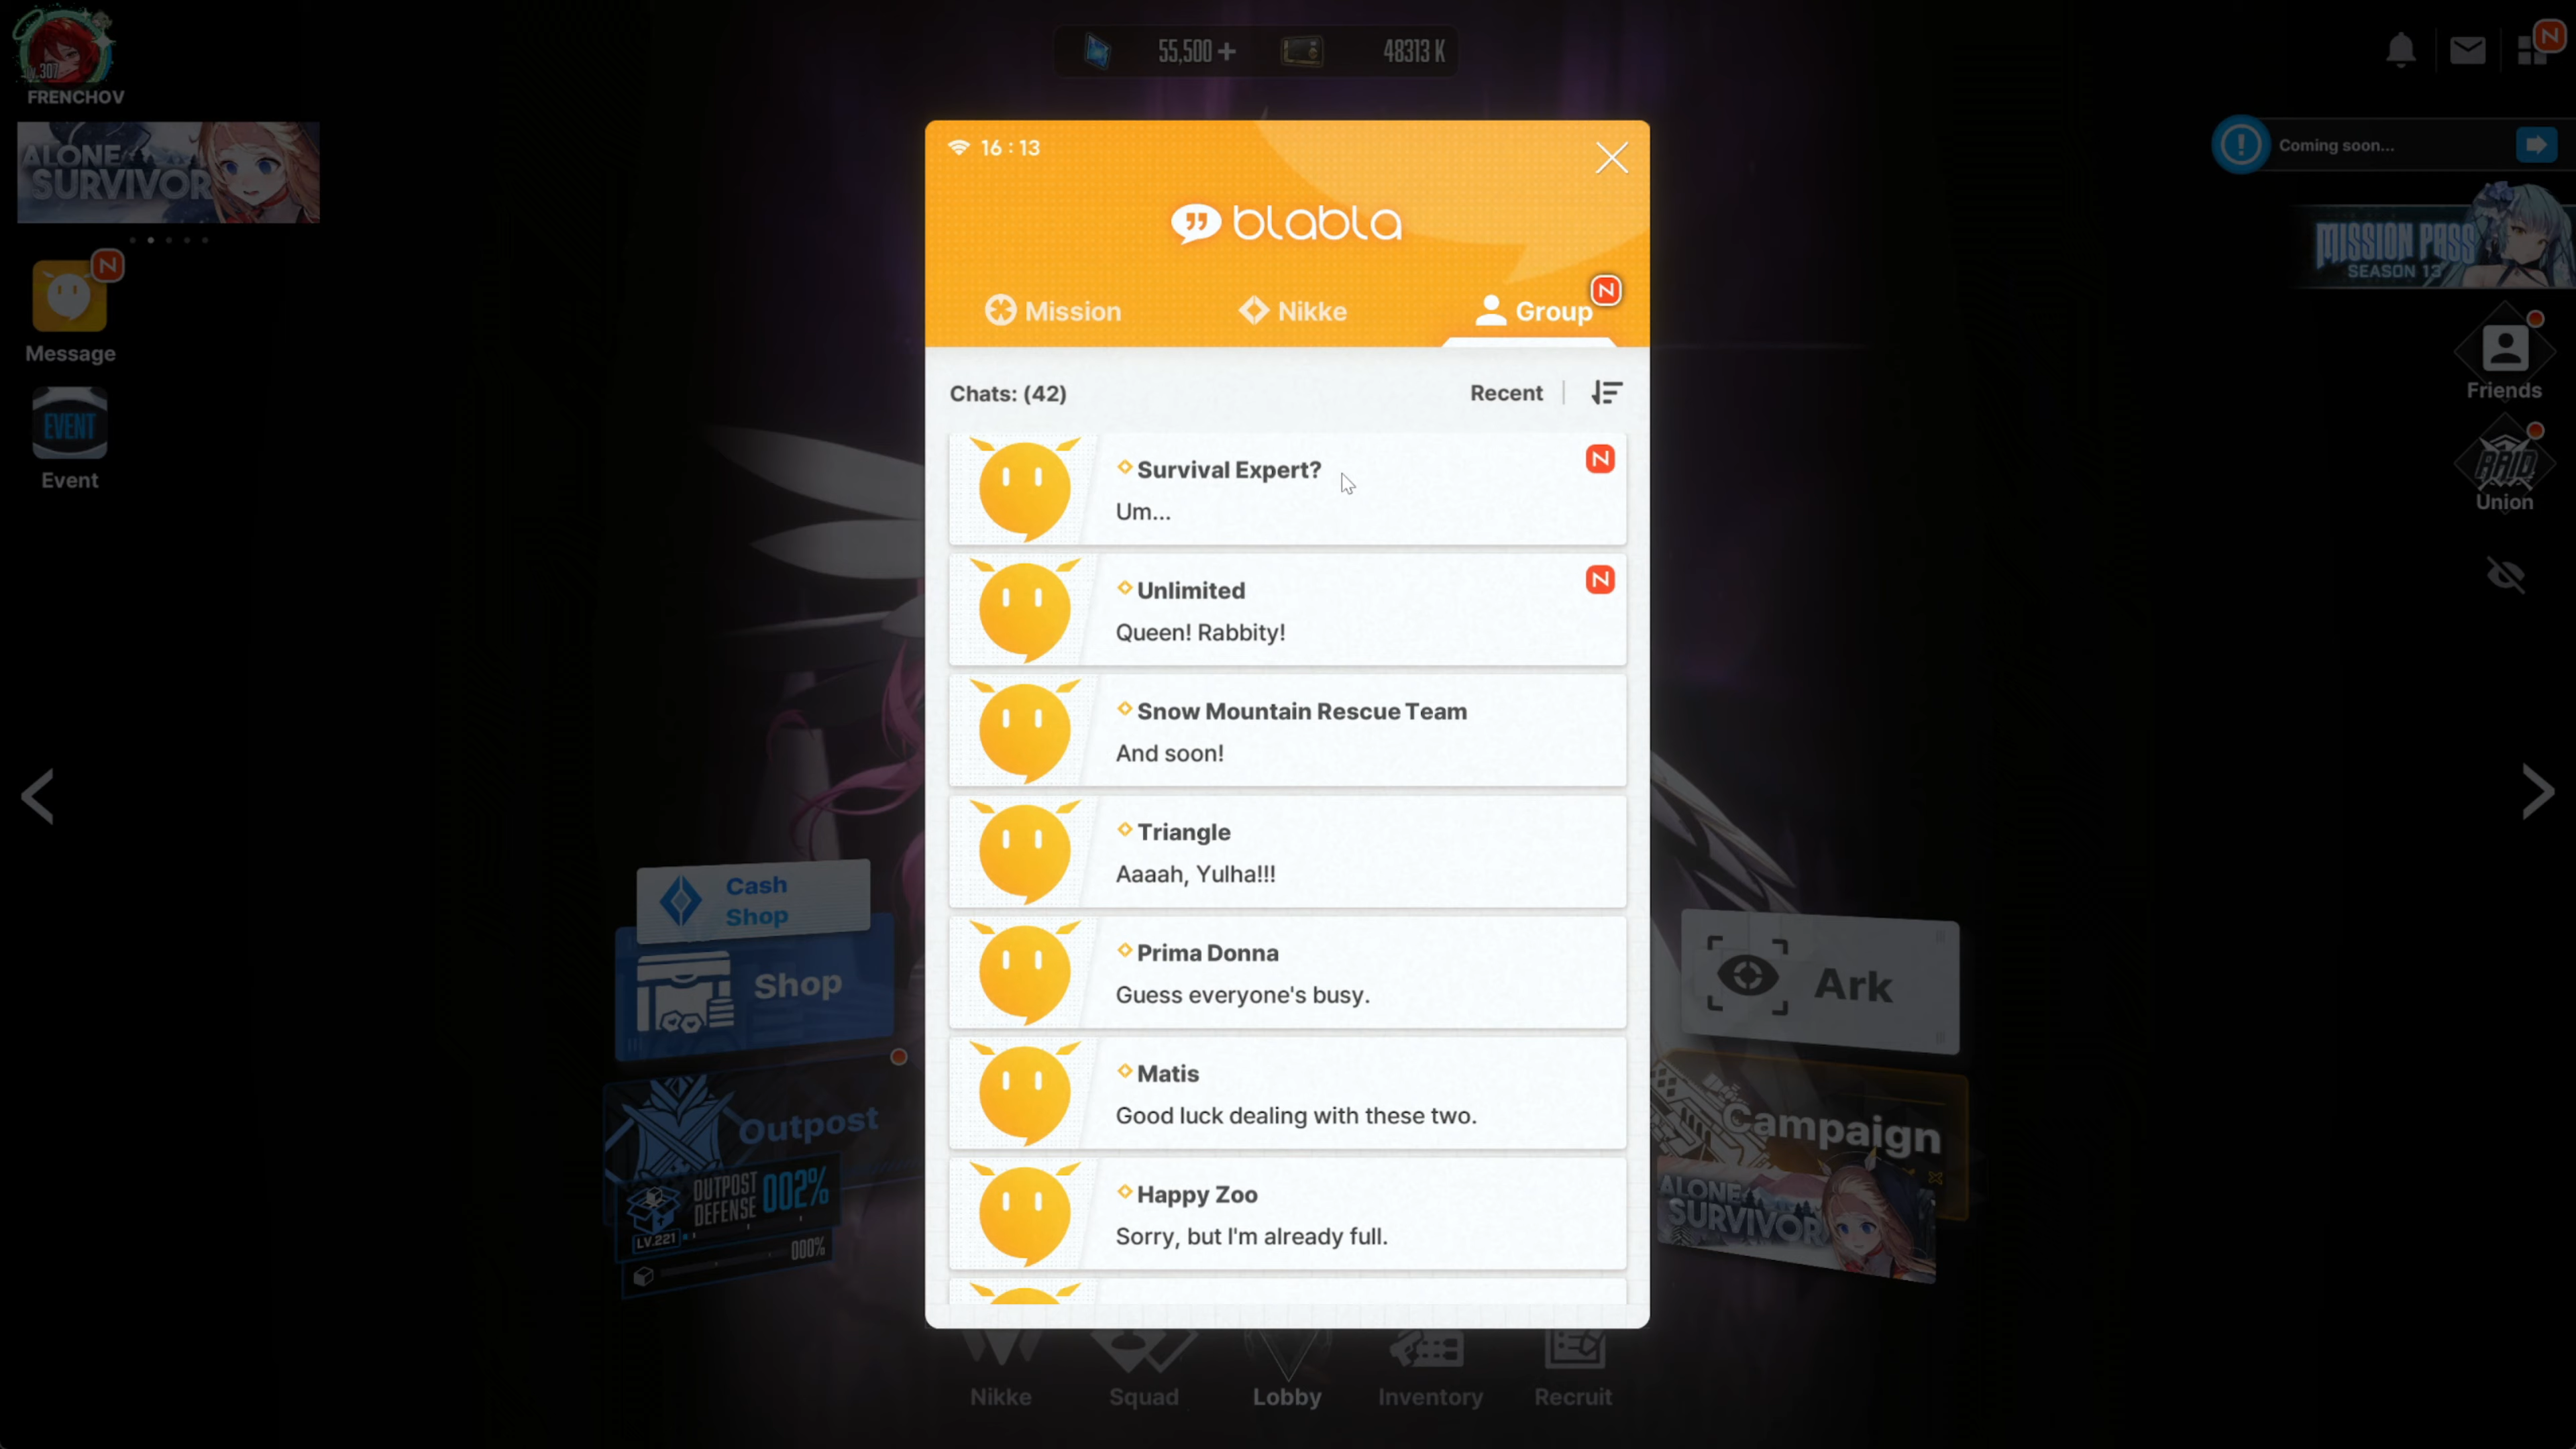 Lv.307
FRENCHOV
55,500 +
48313 K
N
ALONE
SURVIVOR
N
Message
EVENT
Event
Coming soon...
MISSION PASS
SEASON 13
Friends
RAID
Union
16 : 13
blabla
Mission
Nikke
Group
N
Chats: (42)
Recent
Survival Expert?
N
Um...
Unlimited
N
Queen! Rabbity!
Snow Mountain Rescue Team
And soon!
Triangle
Aaaah, Yulha!!!
Prima Donna
Guess everyone's busy.
Matis
Good luck dealing with these two.
Happy Zoo
Sorry, but I'm already full.
Cash
Shop
Shop
Outpost
OUTPOST
DEFENSE
002%
LV.221
000%
Ark
Campaign
ALONE
SURVIVOR
Nikke
Squad
Lobby
Inventory
Recruit